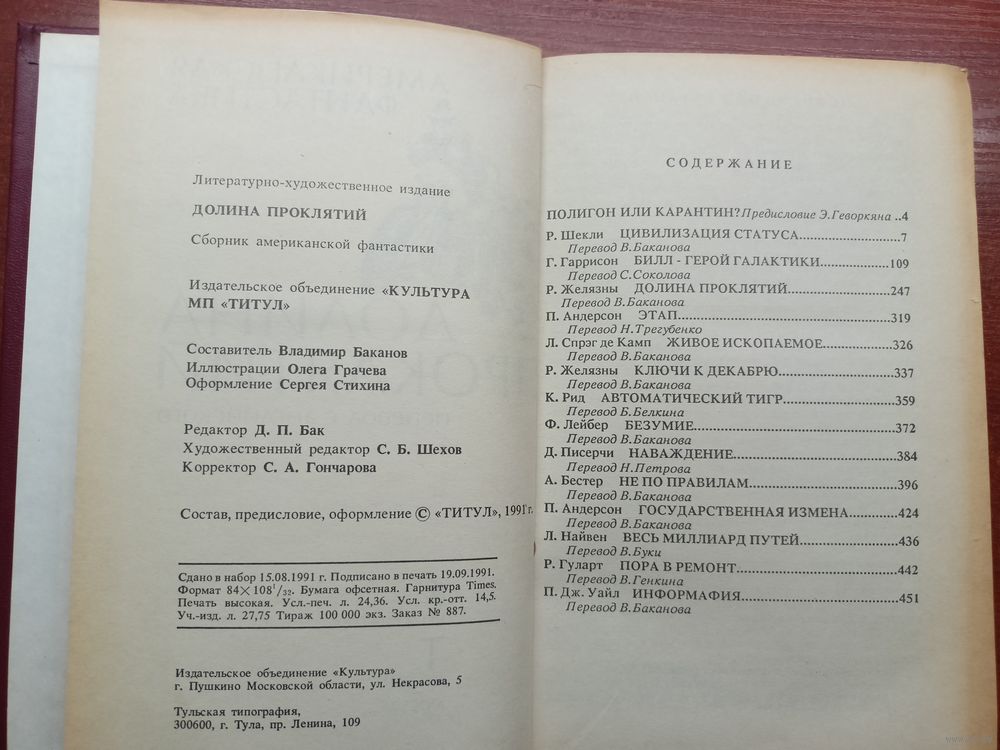 Литературно-художественное издание
ДОЛИНА ПРОКЛЯТИЙ
Сборник американской фантастики
Издательское объединение «КУЛЬТУРА
МП «ТИТУЛ»
Составитель Владимир Баканов
Иллюстрации Олега Грачева
Оформление Сергея Стихина
Редактор Д. П. Бак
Художественный редактор С. Б. Шехов
Корректор С. А. Гончарова
Состав, предисловие, оформление © «ТИТУЛ», 1991 г.
Сдано в набор 15.08.1991 г. Подписано в печать 19.09.1991.
Формат 84×108¹/₃₂. Бумага офсетная. Гарнитура Times.
Печать высокая. Усл.-печ. л. 24,36. Усл. кр.-отт. 14,5.
Уч.-изд. л. 27,75 Тираж 100 000 экз. Заказ № 887.
Издательское объединение «Культура»
г. Пушкино Московской области, ул. Некрасова, 5
Тульская типография,
300600, г. Тула, пр. Ленина, 109
СОДЕРЖАНИЕ
ПОЛИГОН ИЛИ КАРАНТИН? Предисловие Э.Геворкяна ..4
Р. Шекли ЦИВИЛИЗАЦИЯ СТАТУСА..........................7
Перевод В.Баканова
Г. Гаррисон БИЛЛ - ГЕРОЙ ГАЛАКТИКИ..................109
Перевод С.Соколова
Р. Желязны ДОЛИНА ПРОКЛЯТИЙ..........................247
Перевод В.Баканова
П. Андерсон ЭТАП......................................................319
Перевод Н.Трегубенко
Л. Спрэг де Камп ЖИВОЕ ИСКОПАЕМОЕ..................326
Перевод В.Баканова
Р. Желязны КЛЮЧИ К ДЕКАБРЮ.............................337
Перевод В.Баканова
К. Рид АВТОМАТИЧЕСКИЙ ТИГР............................359
Перевод Б.Белкина
Ф. Лейбер БЕЗУМИЕ...................................................372
Перевод В.Баканова
Д. Писерчи НАВАЖДЕНИЕ.........................................384
Перевод Н.Петрова
А. Бестер НЕ ПО ПРАВИЛАМ.....................................396
Перевод В.Баканова
П. Андерсон ГОСУДАРСТВЕННАЯ ИЗМЕНА.............424
Перевод В.Баканова
Л. Найвен ВЕСЬ МИЛЛИАРД ПУТЕЙ.........................436
Перевод В.Буки
Р. Гуларт ПОРА В РЕМОНТ.........................................442
Перевод В.Генкина
П. Дж. Уайл ИНФОРМАФИЯ........................................451
Перевод В.Баканова